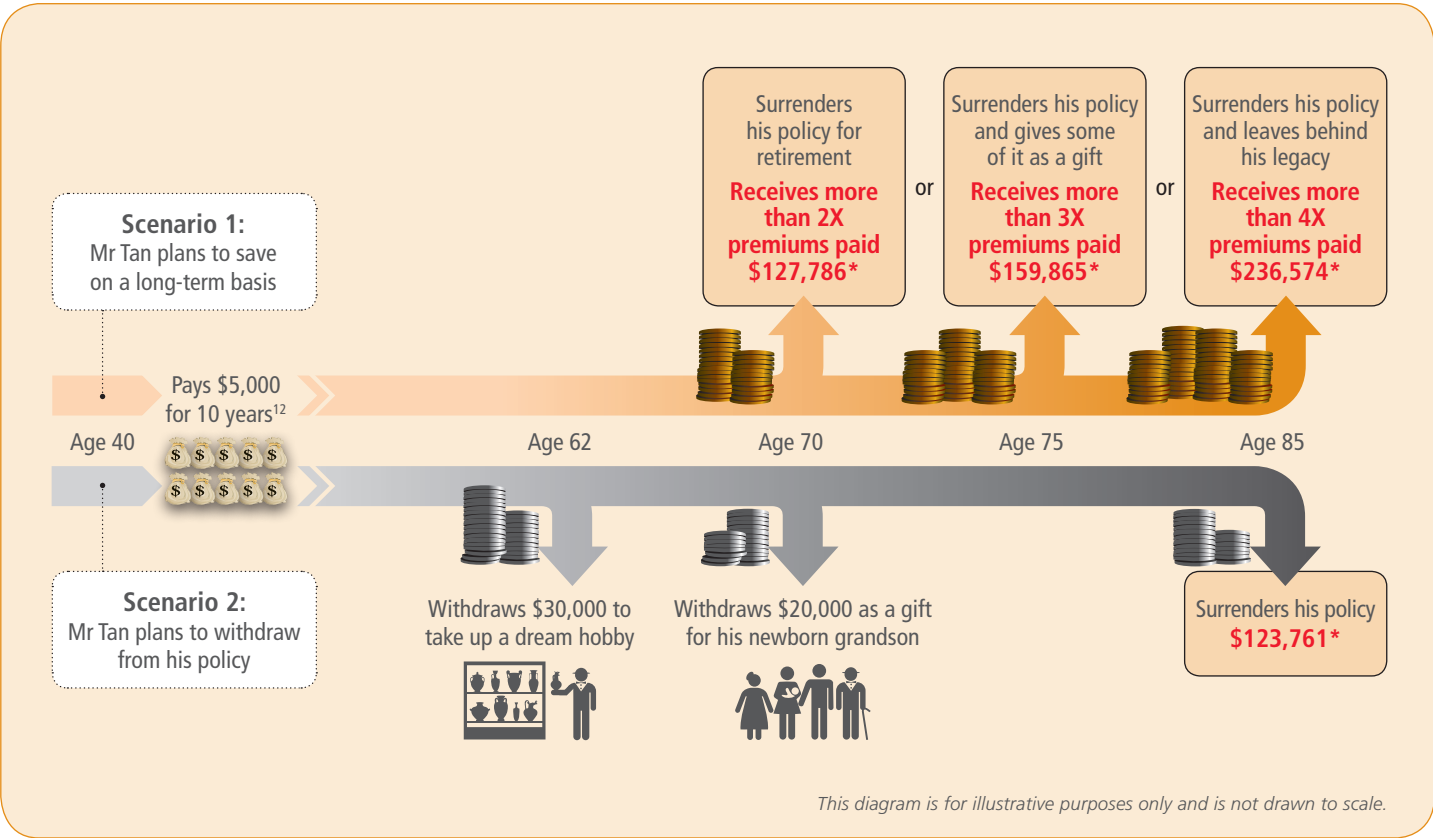 Surrenders
his policy for
retirement
Receives more
than 2X
premiums paid
$127,786*
or
Surrenders his policy
and gives some
of it as a gift
Receives more
than 3X
premiums paid
$159,865*
or
Surrenders his policy
and leaves behind
his legacy
Receives more
than 4X
premiums paid
$236,574*
Scenario 1:
Mr Tan plans to save
on a long-term basis
Pays $5,000
for 10 years12
Age 40
Age 62
Age 70
Age 75
Age 85
$ $ $ $ $
$ $ $ $ $
Scenario 2:
Mr Tan plans to withdraw
from his policy
Withdraws $30,000 to
take up a dream hobby
Withdraws $20,000 as a gift
for his newborn grandson
Surrenders his policy
$123,761*
This diagram is for illustrative purposes only and is not drawn to scale.